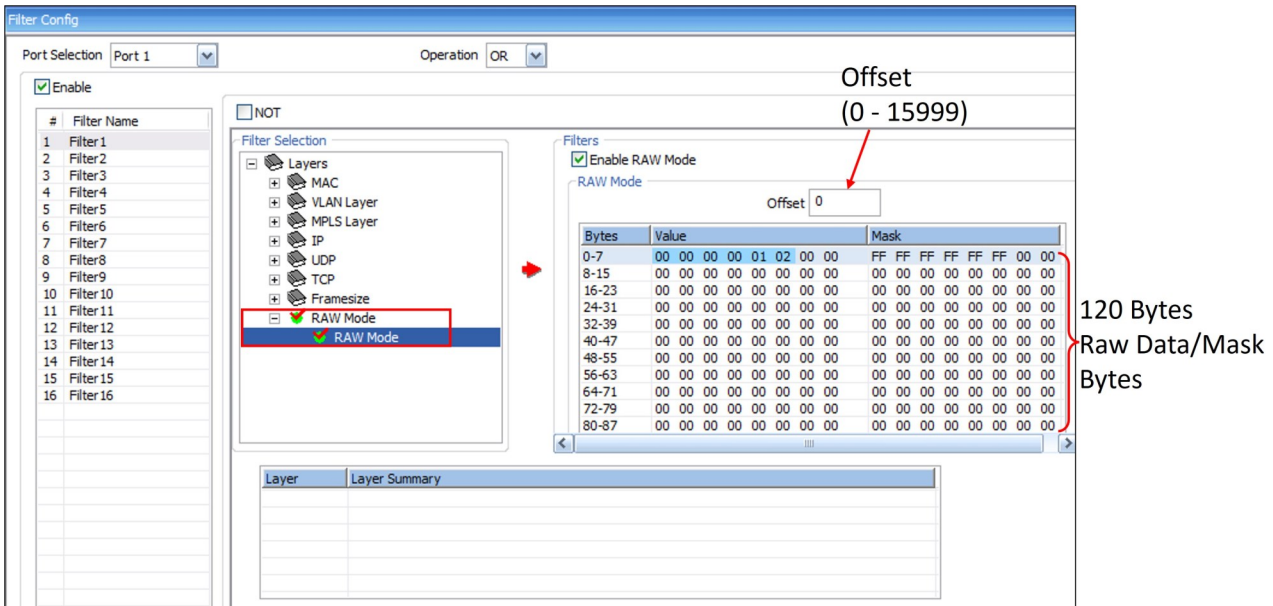 Filter Config
Port Selection Port 1 Operation OR
Enable
Offset
(0 - 15999)
# Filter Name
1 Filter1
2 Filter2
3 Filter3
4 Filter4
5 Filter5
6 Filter6
7 Filter7
8 Filter8
9 Filter9
10 Filter10
11 Filter11
12 Filter12
13 Filter13
14 Filter14
15 Filter15
16 Filter16
NOT
Filter Selection
Layers
MAC
VLAN Layer
MPLS Layer
IP
UDP
TCP
Framesize
RAW Mode
RAW Mode
Filters
Enable RAW Mode
RAW Mode
Offset 0
Bytes Value Mask
0-7 00 00 00 00 01 02 00 00 FF FF FF FF FF FF 00 00
8-15 00 00 00 00 00 00 00 00 00 00 00 00 00 00 00 00
16-23 00 00 00 00 00 00 00 00 00 00 00 00 00 00 00 00
24-31 00 00 00 00 00 00 00 00 00 00 00 00 00 00 00 00
32-39 00 00 00 00 00 00 00 00 00 00 00 00 00 00 00 00
40-47 00 00 00 00 00 00 00 00 00 00 00 00 00 00 00 00
48-55 00 00 00 00 00 00 00 00 00 00 00 00 00 00 00 00
56-63 00 00 00 00 00 00 00 00 00 00 00 00 00 00 00 00
64-71 00 00 00 00 00 00 00 00 00 00 00 00 00 00 00 00
72-79 00 00 00 00 00 00 00 00 00 00 00 00 00 00 00 00
80-87 00 00 00 00 00 00 00 00 00 00 00 00 00 00 00 00
120 Bytes
Raw Data/Mask
Bytes
Layer Layer Summary